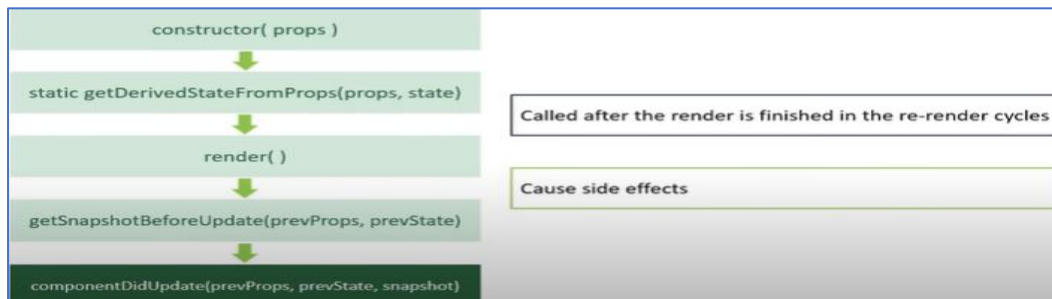 constructor( props )
static getDerivedStateFromProps(props, state)
render( )
getSnapshotBeforeUpdate(prevProps, prevState)
componentDidUpdate(prevProps, prevState, snapshot)
Called after the render is finished in the re-render cycles
Cause side effects